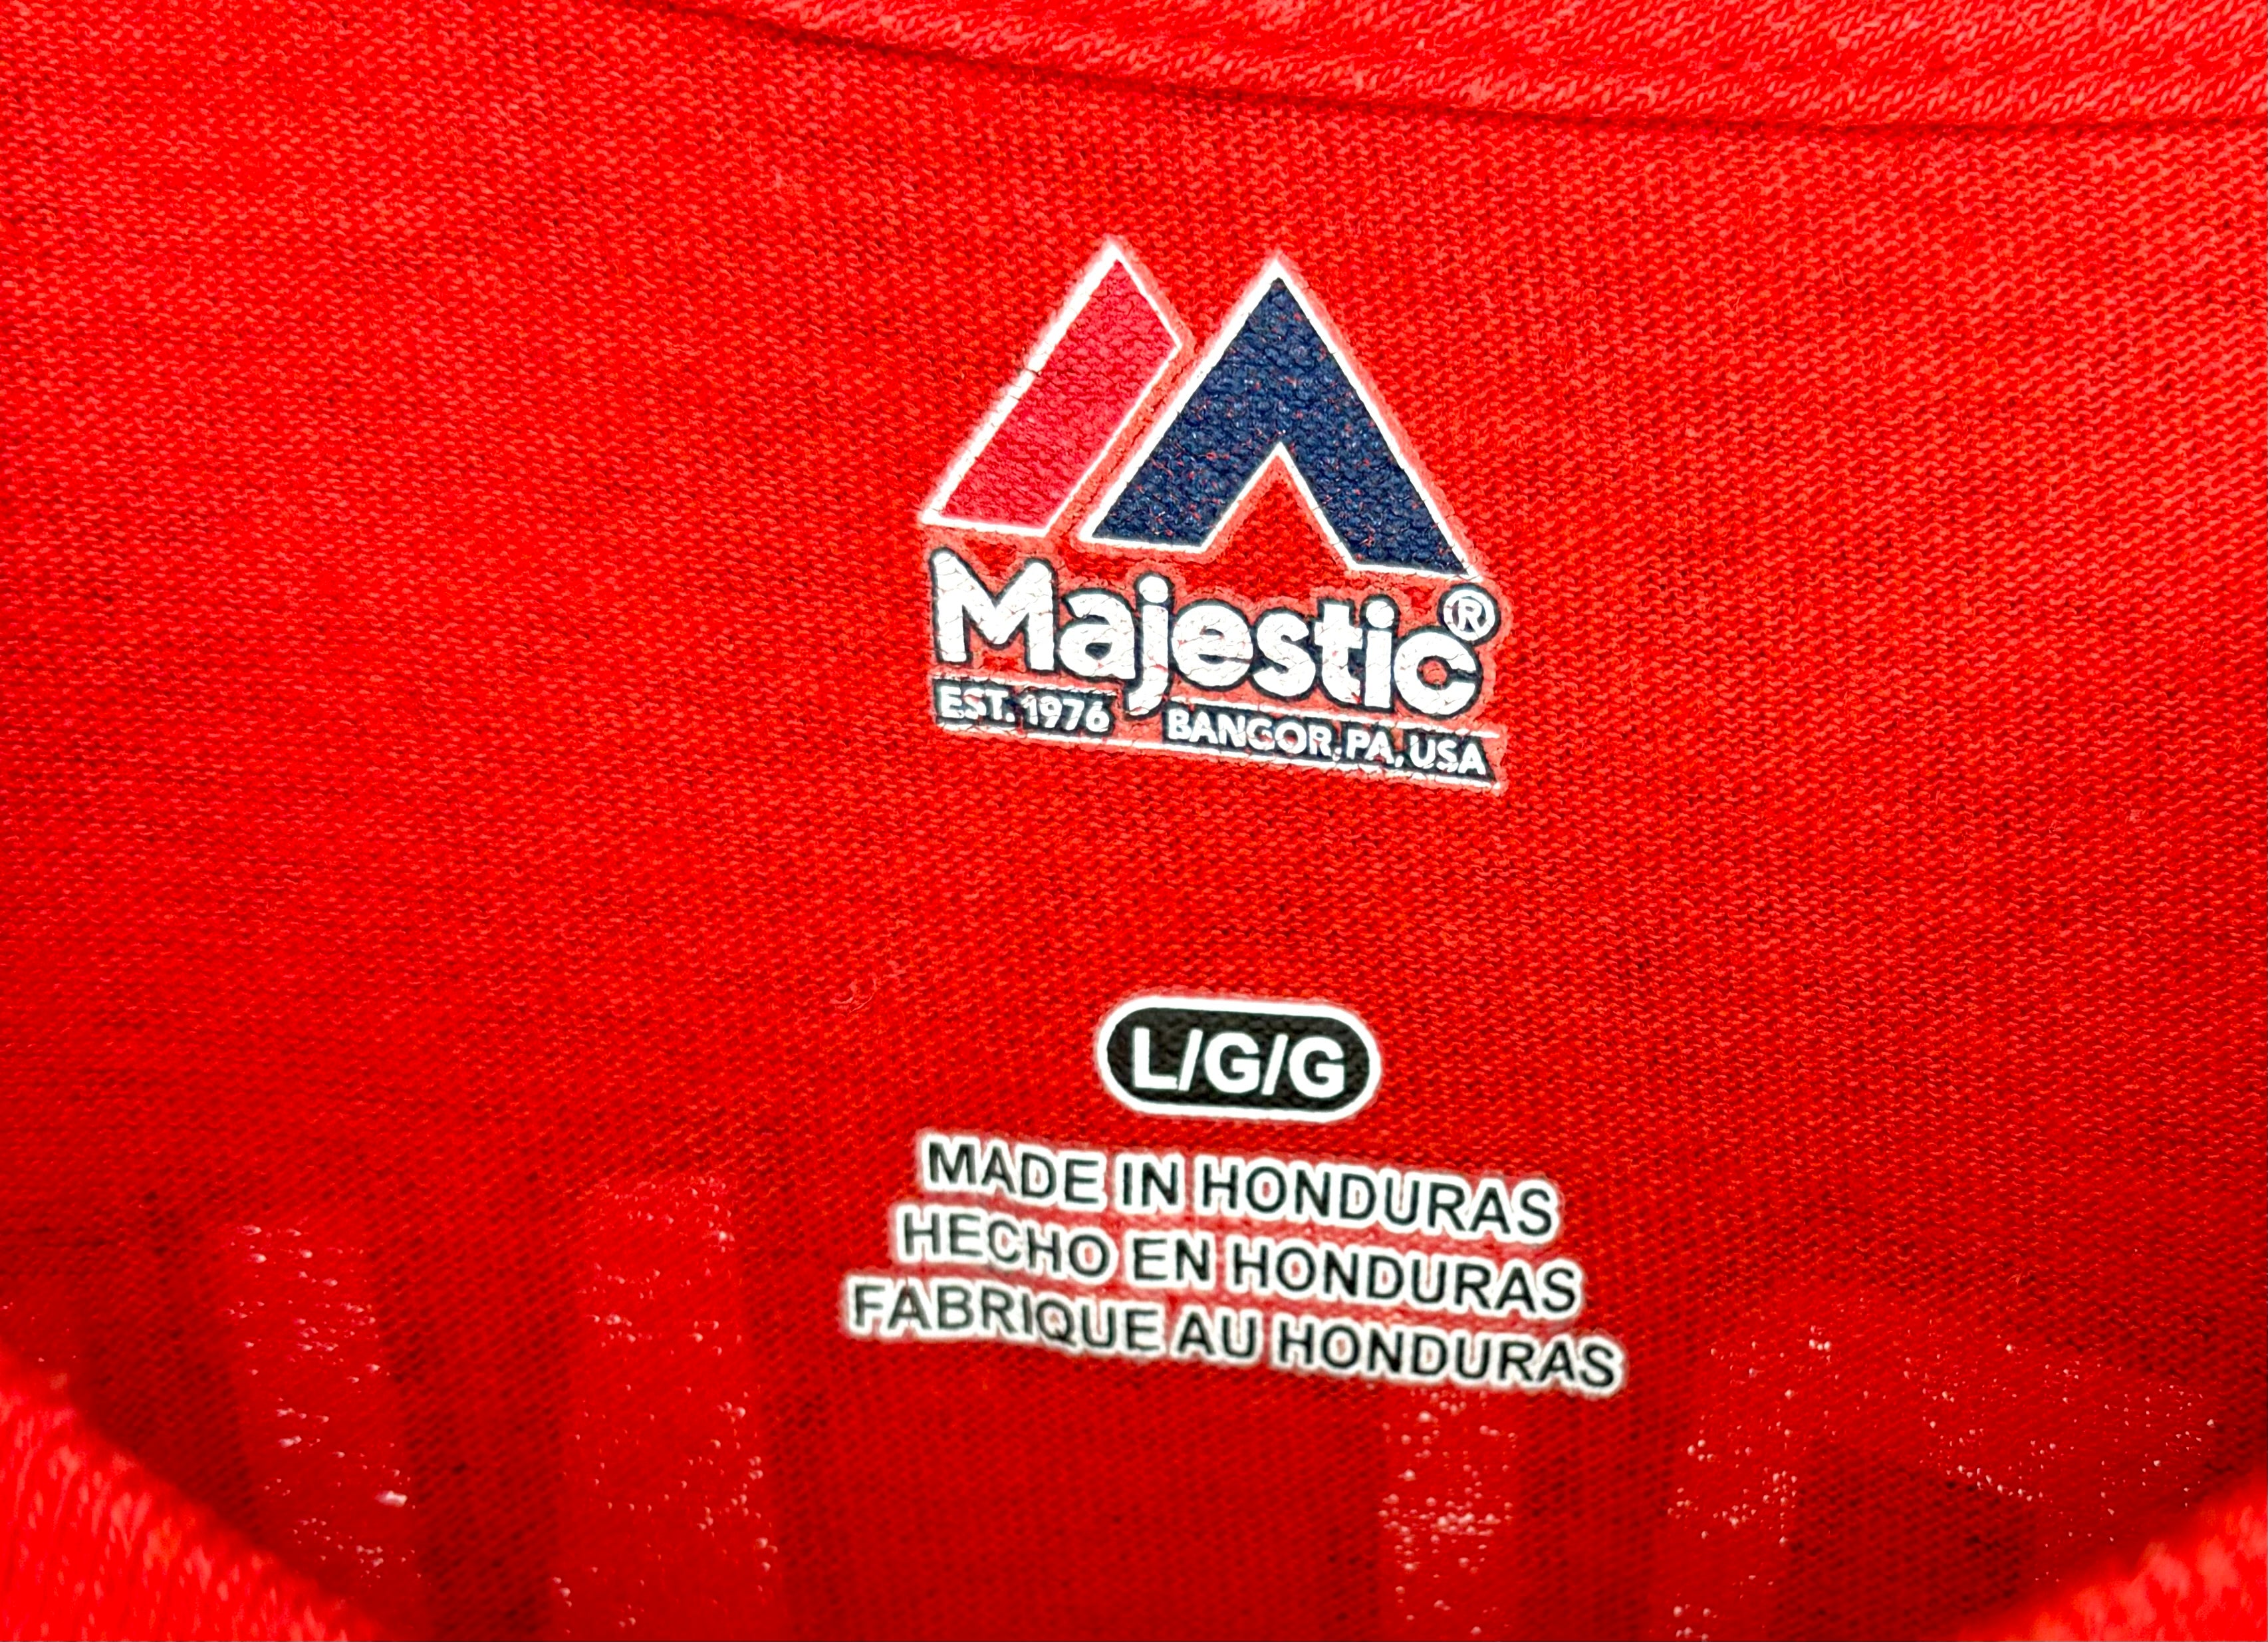 Majestic®
EST. 1976 BANGOR, PA, USA
L/G/G
MADE IN HONDURAS
HECHO EN HONDURAS
FABRIQUE AU HONDURAS